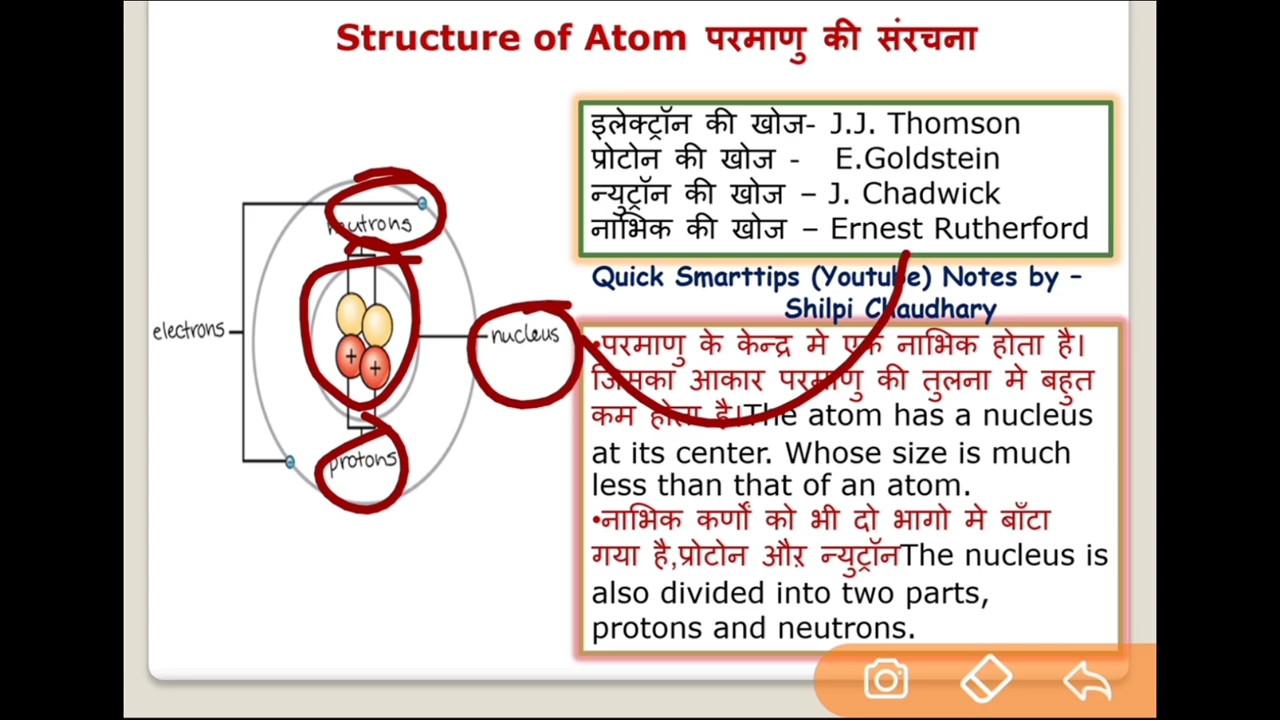 Structure of Atom परमाणु की संरचना
इलेक्ट्रॉन की खोज- J.J. Thomson
प्रोटोन की खोज - E.Goldstein
न्युट्रॉन की खोज – J. Chadwick
नाभिक की खोज – Ernest Rutherford
Quick Smarttips (Youtube) Notes by –
Shilpi Chaudhary
neutrons
electrons
nucleus
protons
•परमाणु के केन्द्र मे एक नाभिक होता है।
जिसका आकार परमाणु की तुलना मे बहुत
कम होता है।The atom has a nucleus
at its center. Whose size is much
less than that of an atom.
•नाभिक कर्णों को भी दो भागो मे बाँटा
गया है,प्रोटोन और न्युट्रॉनThe nucleus is
also divided into two parts,
protons and neutrons.